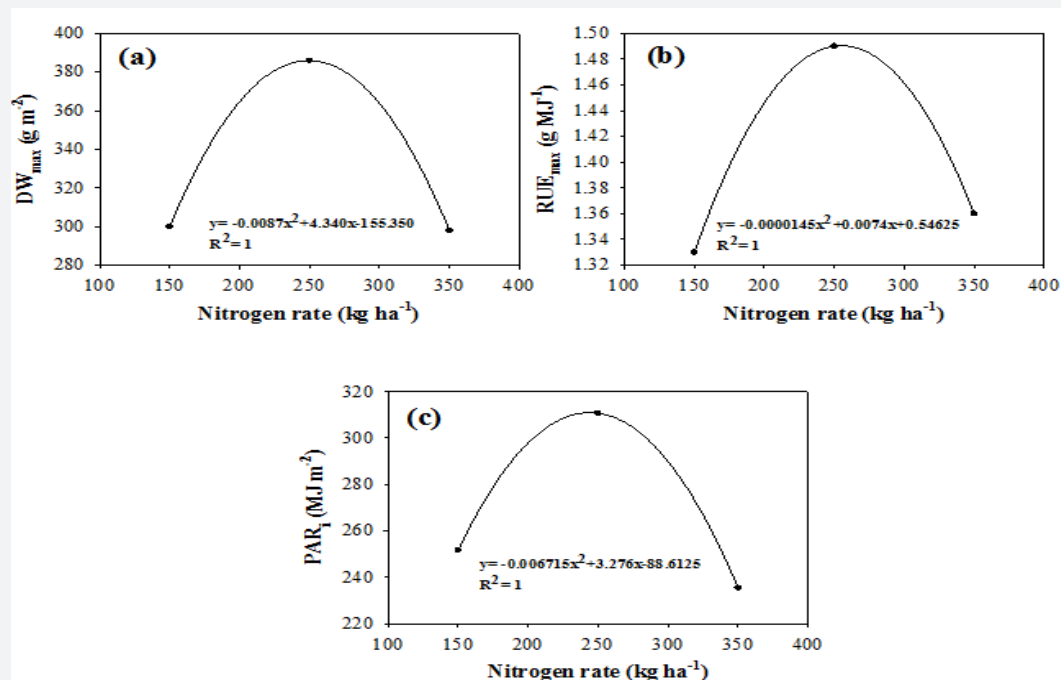 (a)
DW_max (g m⁻²)
400
380
360
340
320
300
280
y= -0.0087x²+4.340x-155.350
R²= 1
100 150 200 250 300 350 400
Nitrogen rate (kg ha⁻¹)
(b)
RUE_max (g MJ⁻¹)
1.50
1.48
1.46
1.44
1.42
1.40
1.38
1.36
1.34
1.32
y= -0.0000145x²+0.0074x+0.54625
R²= 1
100 150 200 250 300 350 400
Nitrogen rate (kg ha⁻¹)
(c)
PAR_i (MJ m⁻²)
320
300
280
260
240
220
y= -0.006715x²+3.276x-88.6125
R²= 1
100 150 200 250 300 350 400
Nitrogen rate (kg ha⁻¹)